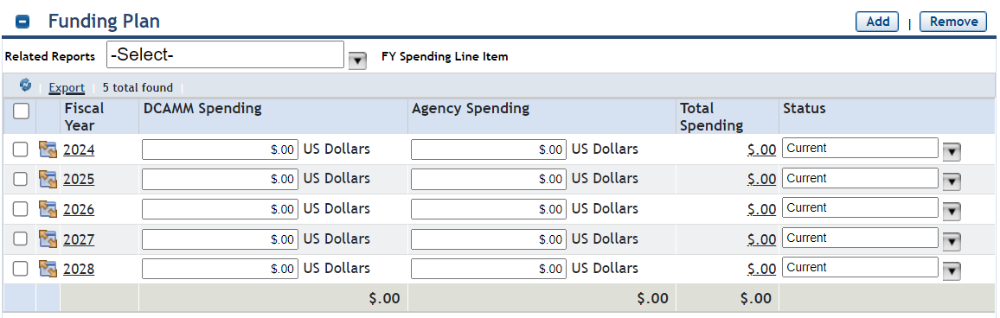 Funding Plan Add | Remove
Related Reports -Select- FY Spending Line Item
Export 5 total found
Fiscal Year DCAMM Spending Agency Spending Total Spending Status
2024 $.00 US Dollars $.00 US Dollars $.00 Current
2025 $.00 US Dollars $.00 US Dollars $.00 Current
2026 $.00 US Dollars $.00 US Dollars $.00 Current
2027 $.00 US Dollars $.00 US Dollars $.00 Current
2028 $.00 US Dollars $.00 US Dollars $.00 Current
$.00 $.00 $.00